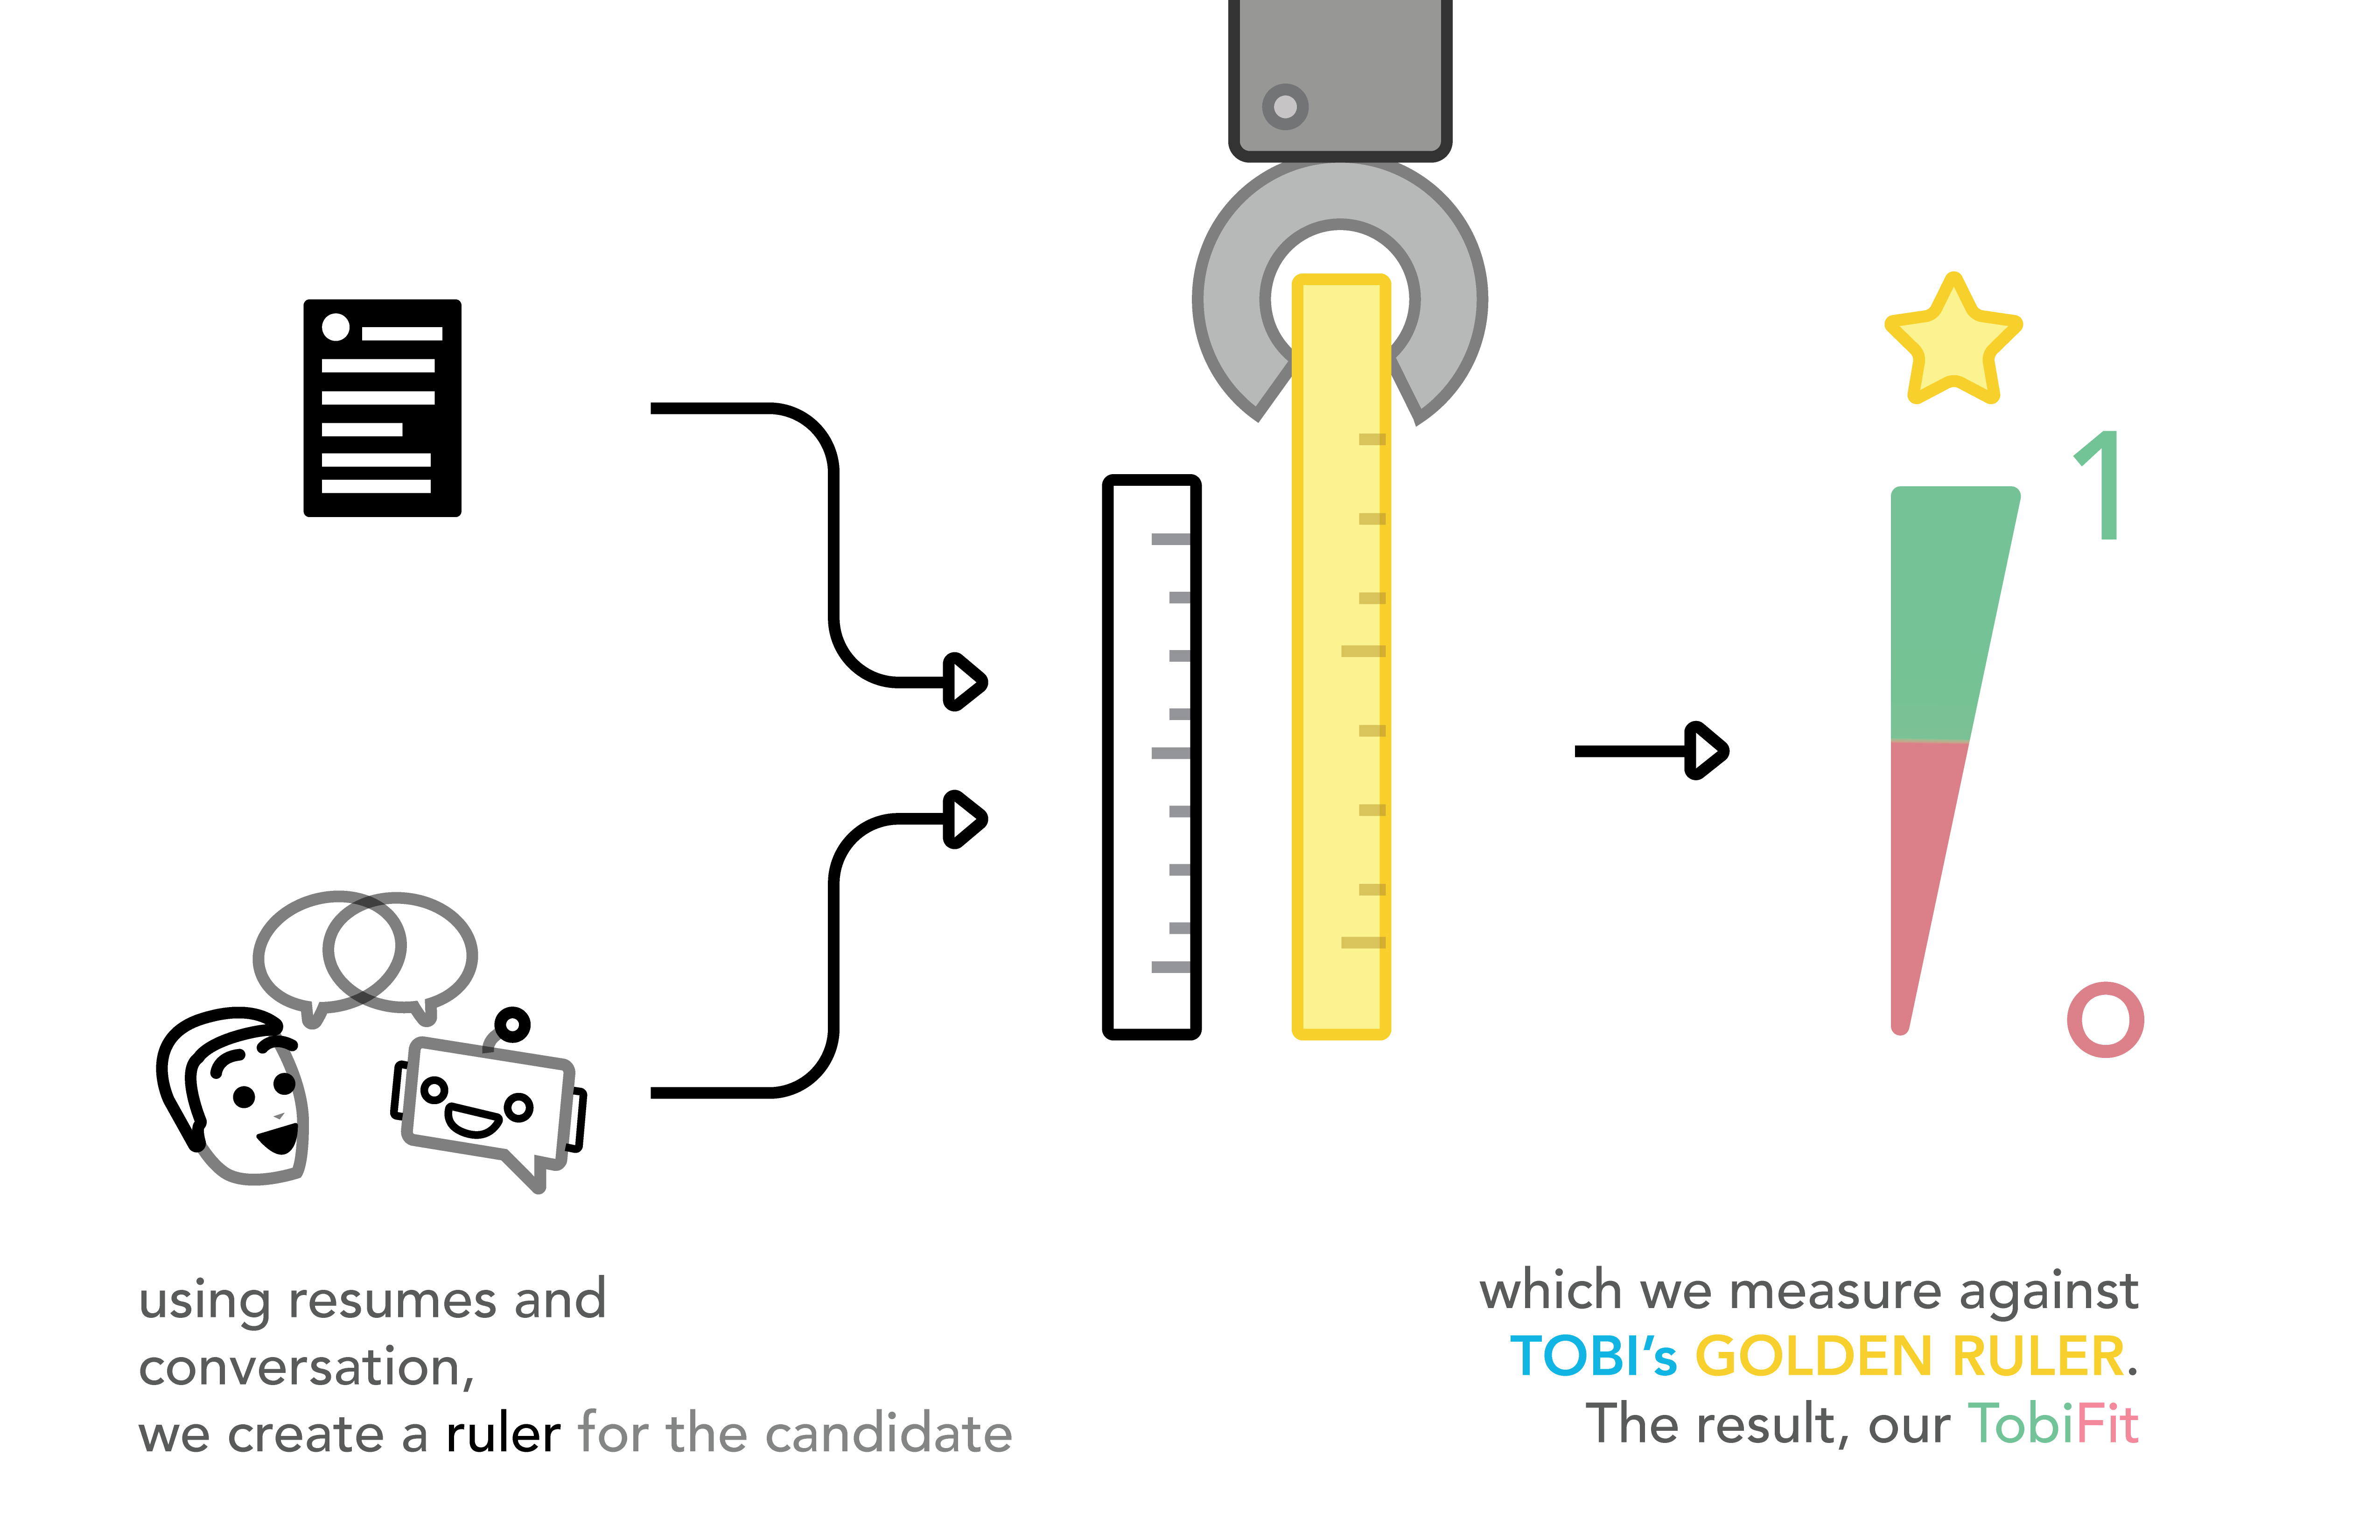 1
0
using resumes and
conversation,
we create a ruler for the candidate
which we measure against
TOBI’s GOLDEN RULER.
The result, our TobiFit